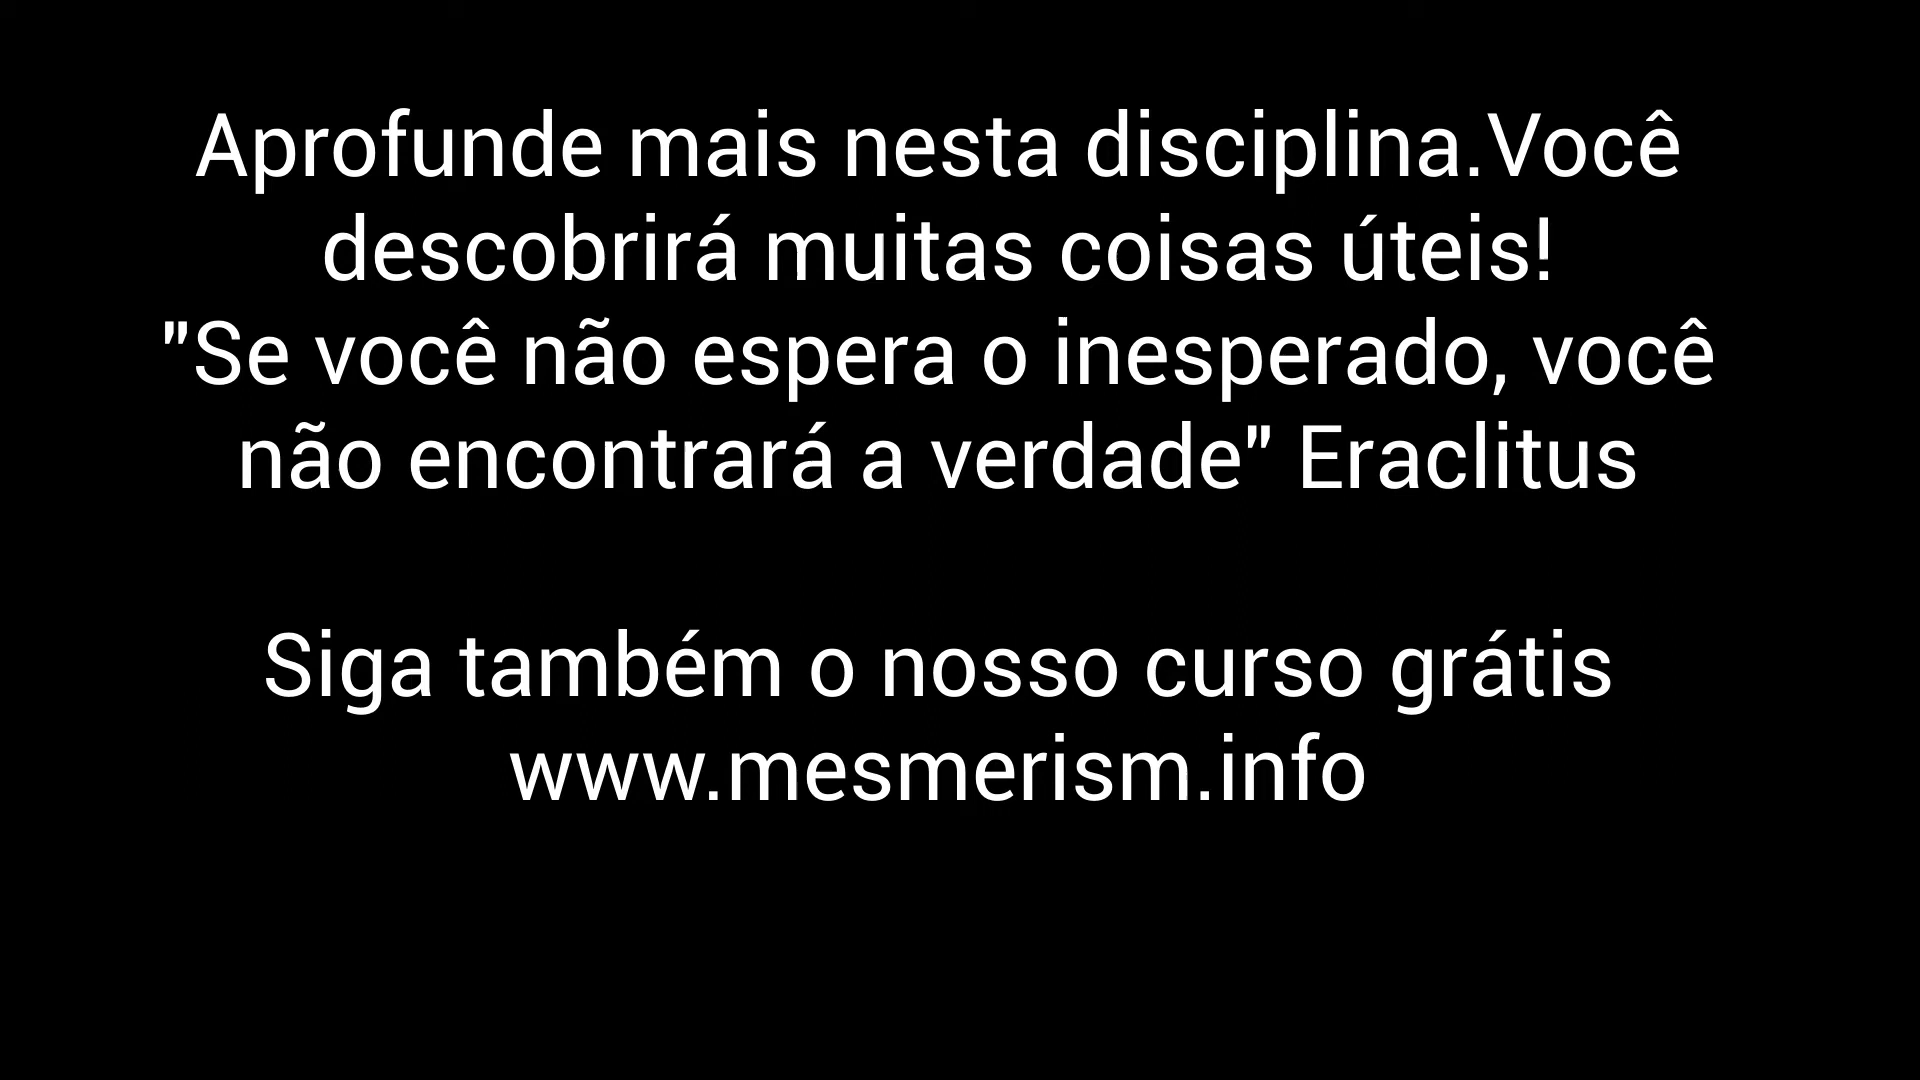 Aprofunde mais nesta disciplina.Você
descobrirá muitas coisas úteis!
"Se você não espera o inesperado, você
não encontrará a verdade" Eraclitus
Siga também o nosso curso grátis
www.mesmerism.info